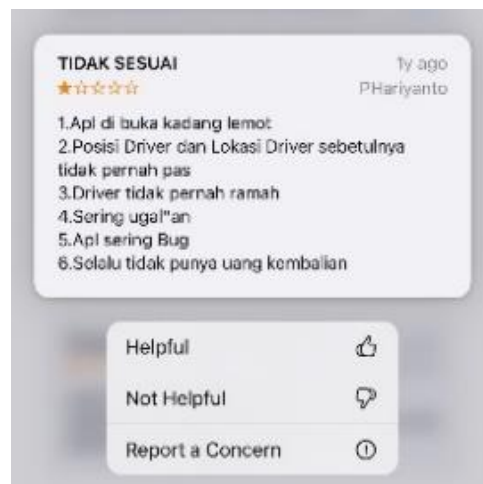 TIDAK SESUAI 1y ago
★☆☆☆☆ PHariyanto
1.Apl di buka kadang lemot
2.Posisi Driver dan Lokasi Driver sebetulnya
tidak pernah pas
3.Driver tidak pernah ramah
4.Sering ugal"an
5.Apl sering Bug
6.Selalu tidak punya uang kembalian
Helpful
Not Helpful
Report a Concern